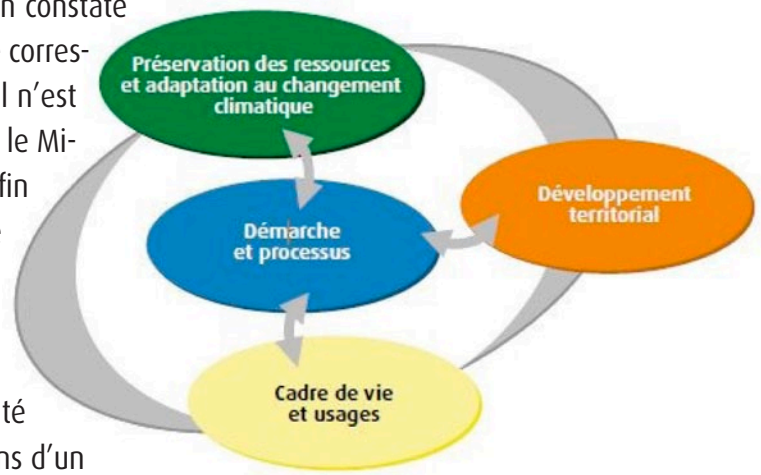 n constate
corres-
l n'est
le Mi-
fin
té
ns d'un
Préservation des ressources
et adaptation au changement
climatique
Démarche
et processus
Développement
territorial
Cadre de vie
et usages